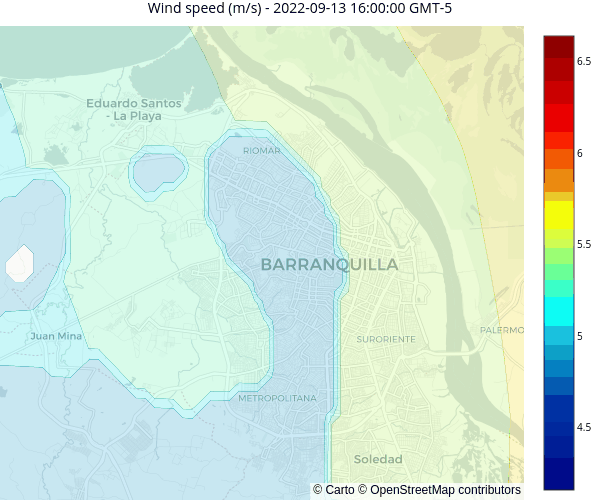 Wind speed (m/s) - 2022-09-13 16:00:00 GMT-5
6.5
Eduardo Santos
- La Playa
RIOMAR
6
5.5
BARRANQUILLA
Juan Mina
SURORIENTE
PALERMO
5
METROPOLITANA
4.5
Soledad
© Carto © OpenStreetMap contributors